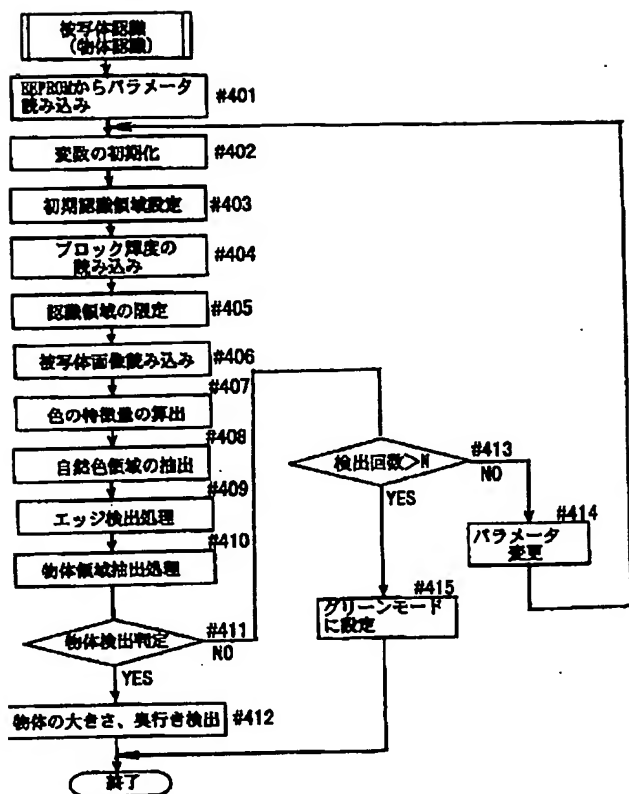 被写体認識
(物体認識)
EEPROMからパラメータ
読み込み
#401
変数の初期化
#402
初期認識領域設定
#403
ブロック輝度の
読み込み
#404
認識領域の限定
#405
被写体画像読み込み
#406
#407
色の特徴量の算出
#408
自然色領域の抽出
#409
エッジ検出処理
#410
物体領域抽出処理
物体検出判定
#411
NO
YES
物体の大きさ、奥行き検出
#412
終了
検出回数>N
#413
NO
YES
#414
パラメータ
変更
#415
グリーンモード
に設定